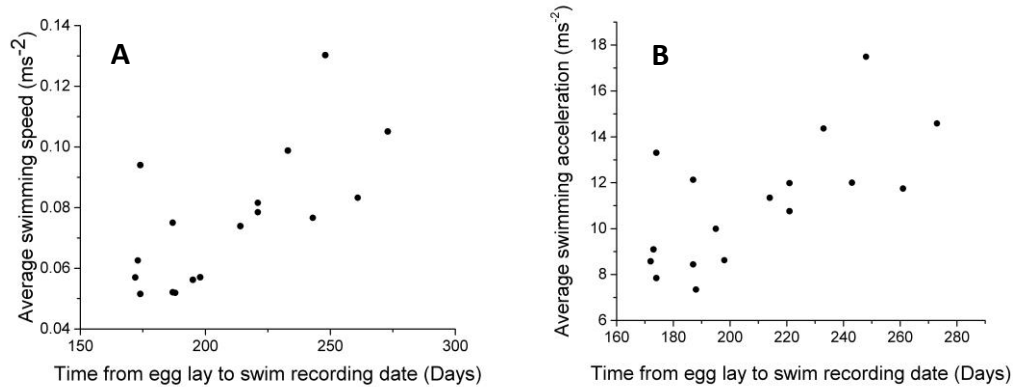 A
Average swimming speed (ms⁻²)
0.14
0.12
0.10
0.08
0.06
0.04
150 200 250 300
Time from egg lay to swim recording date (Days)
B
Average swimming acceleration (ms⁻²)
18
16
14
12
10
8
6
160 180 200 220 240 260 280
Time from egg lay to swim recording date (Days)